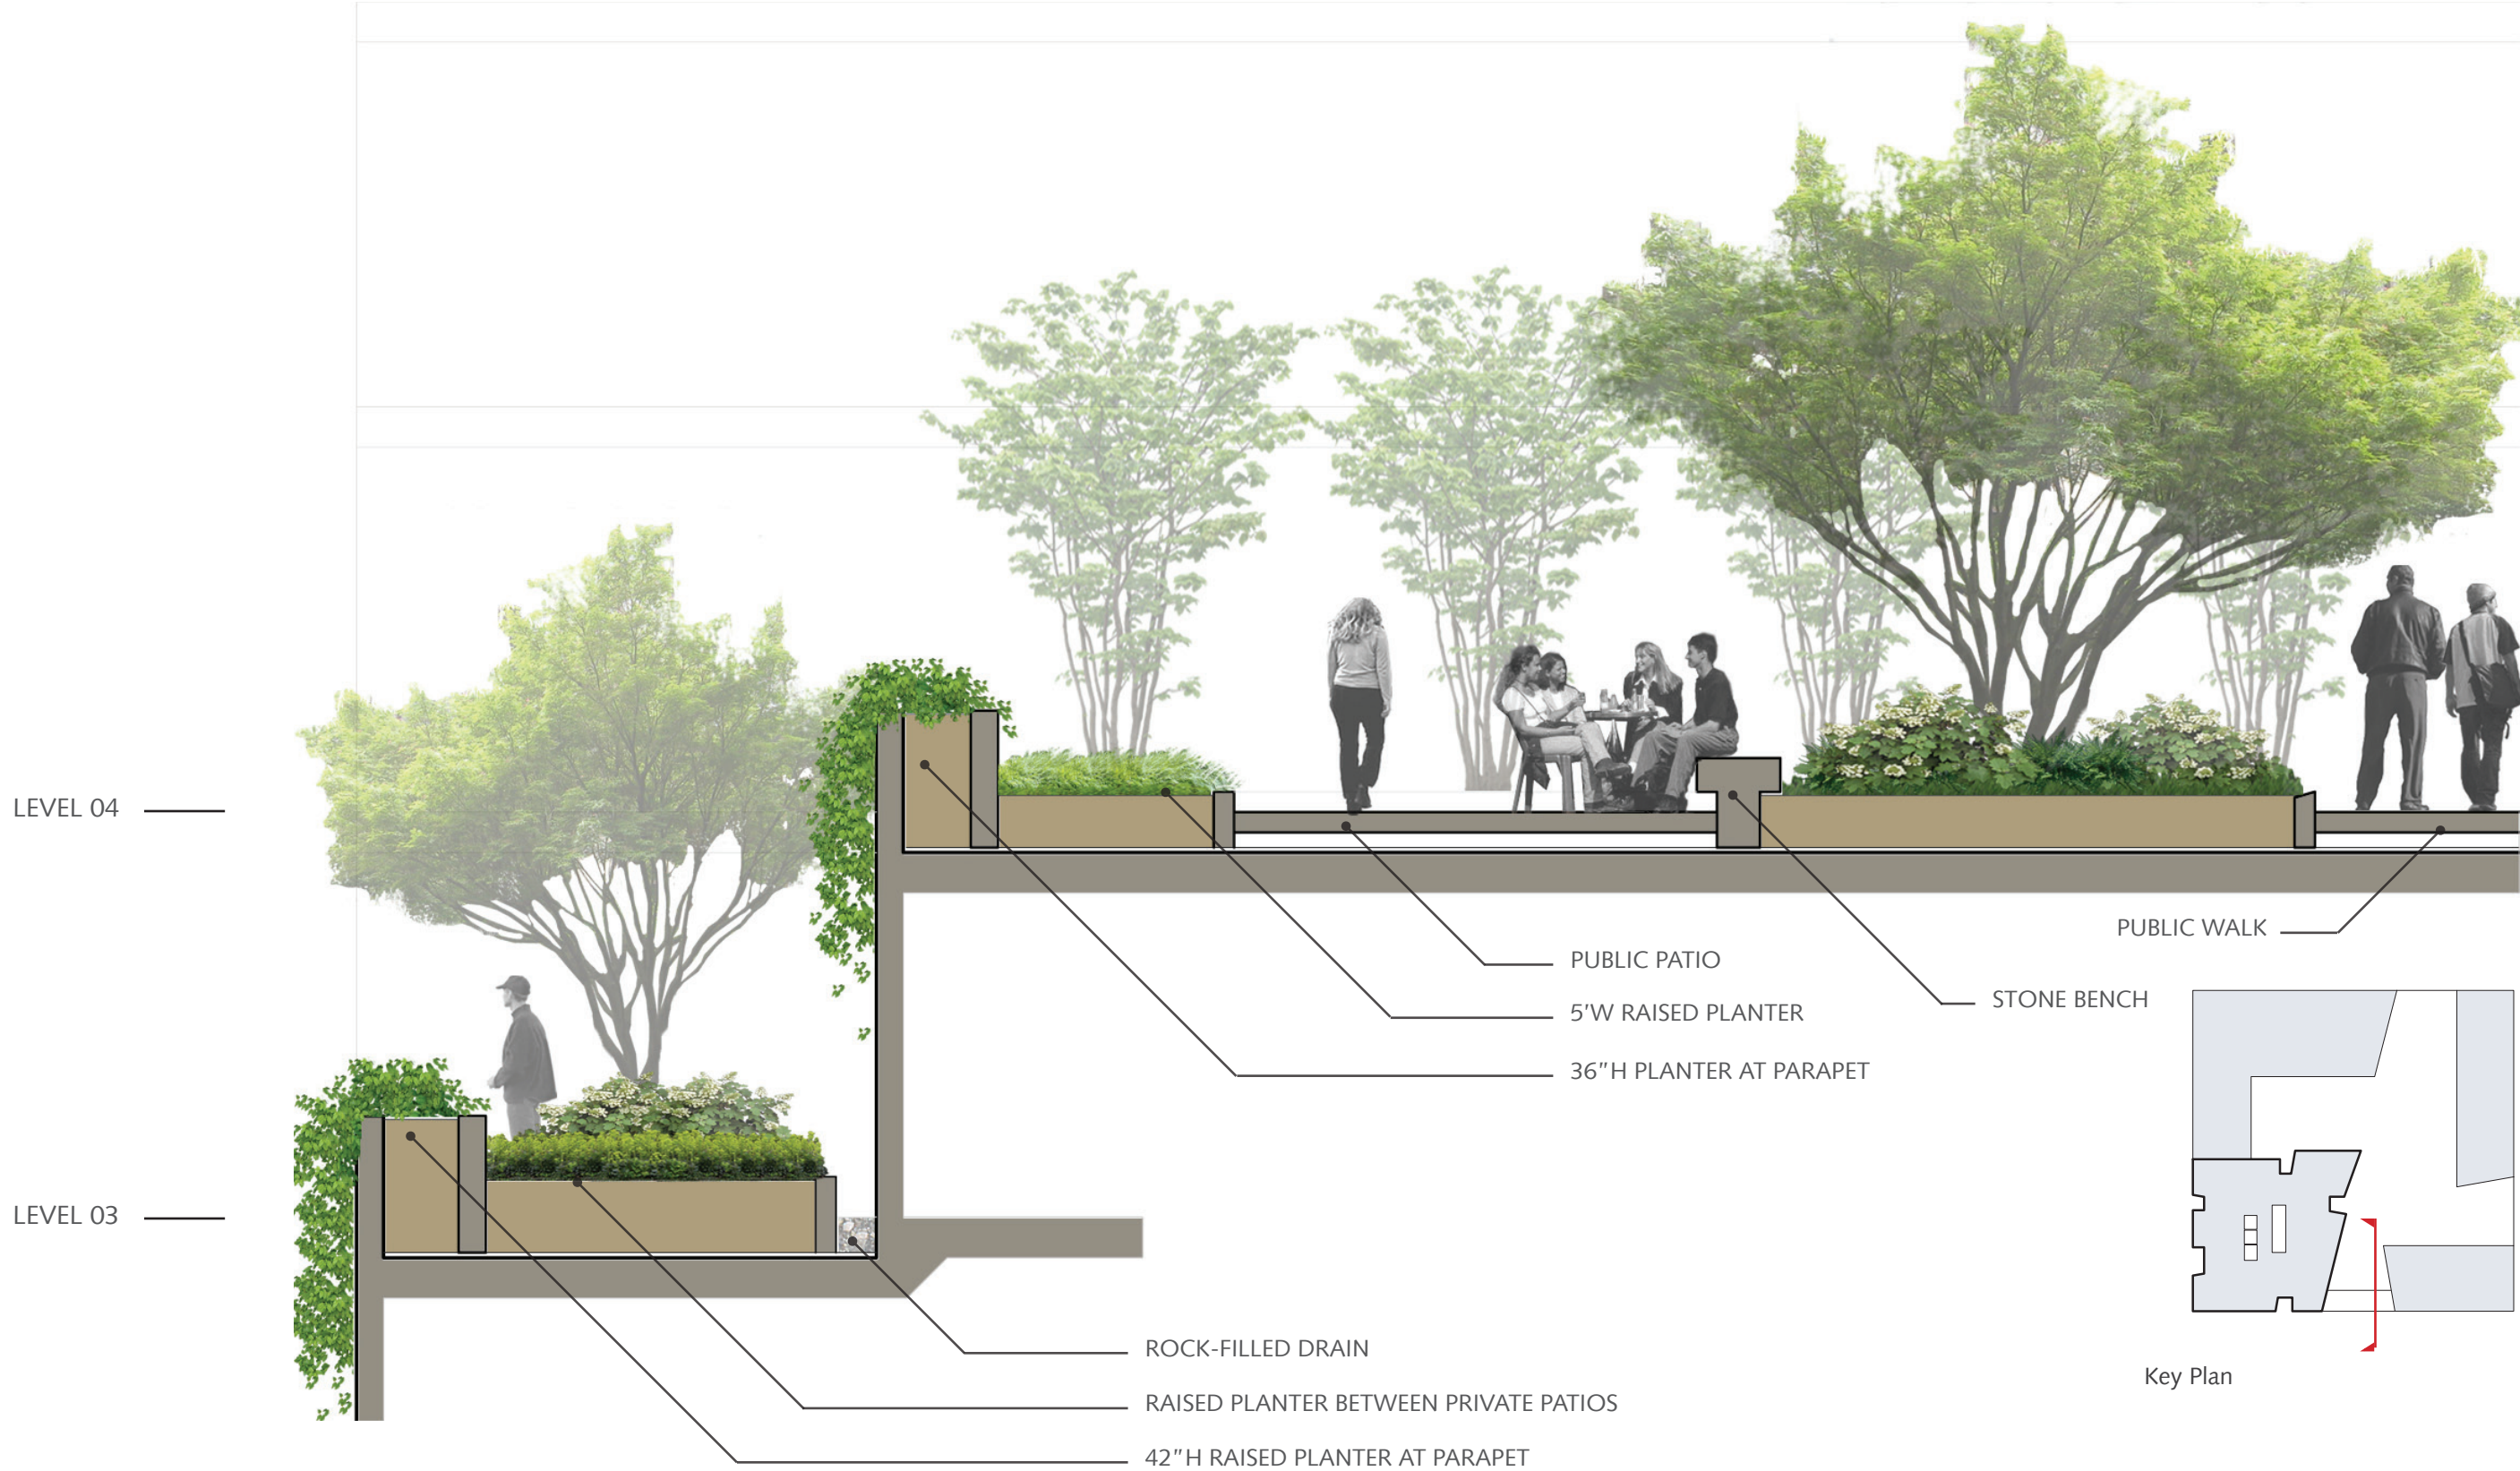 LEVEL 04
PUBLIC WALK
PUBLIC PATIO
STONE BENCH
5'W RAISED PLANTER
36"H PLANTER AT PARAPET
LEVEL 03
ROCK-FILLED DRAIN
Key Plan
RAISED PLANTER BETWEEN PRIVATE PATIOS
42"H RAISED PLANTER AT PARAPET